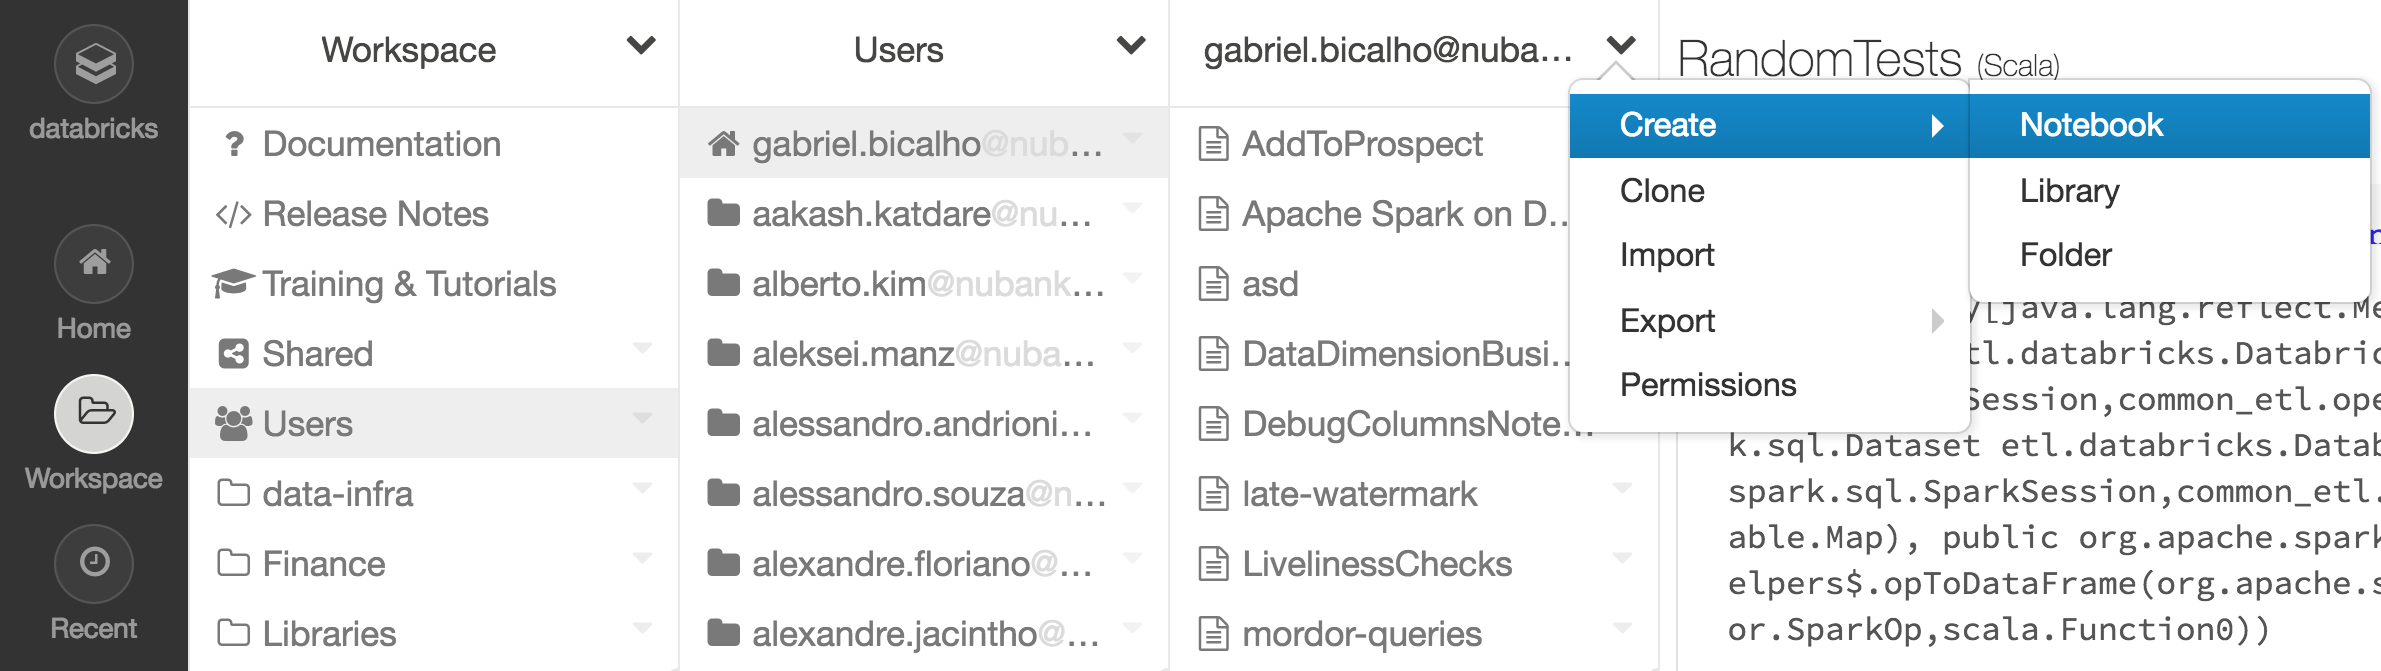 databricks
Home
Workspace
Recent
Workspace
? Documentation
</> Release Notes
Training & Tutorials
Shared
Users
data-infra
Finance
Libraries
Users
gabriel.bicalho@nub...
aakash.katdare@nu...
alberto.kim@nubank...
aleksei.manz@nuba...
alessandro.andrioni...
alessandro.souza@n...
alexandre.floriano@...
alexandre.jacintho@...
gabriel.bicalho@nuba...
AddToProspect
Apache Spark on D...
asd
DataDimensionBusi...
DebugColumnsNote...
late-watermark
LivelinessChecks
mordor-queries
Create
Clone
Import
Export
Permissions
Notebook
Library
Folder
RandomTests (Scala)
y[java.lang.reflect.Me
tl.databricks.Databric
Session,common_etl.ope
k.sql.Dataset etl.databricks.Datab
spark.sql.SparkSession,common_etl.
able.Map), public org.apache.spark
elpers$.opToDataFrame(org.apache.s
or.SparkOp,scala.Function0))